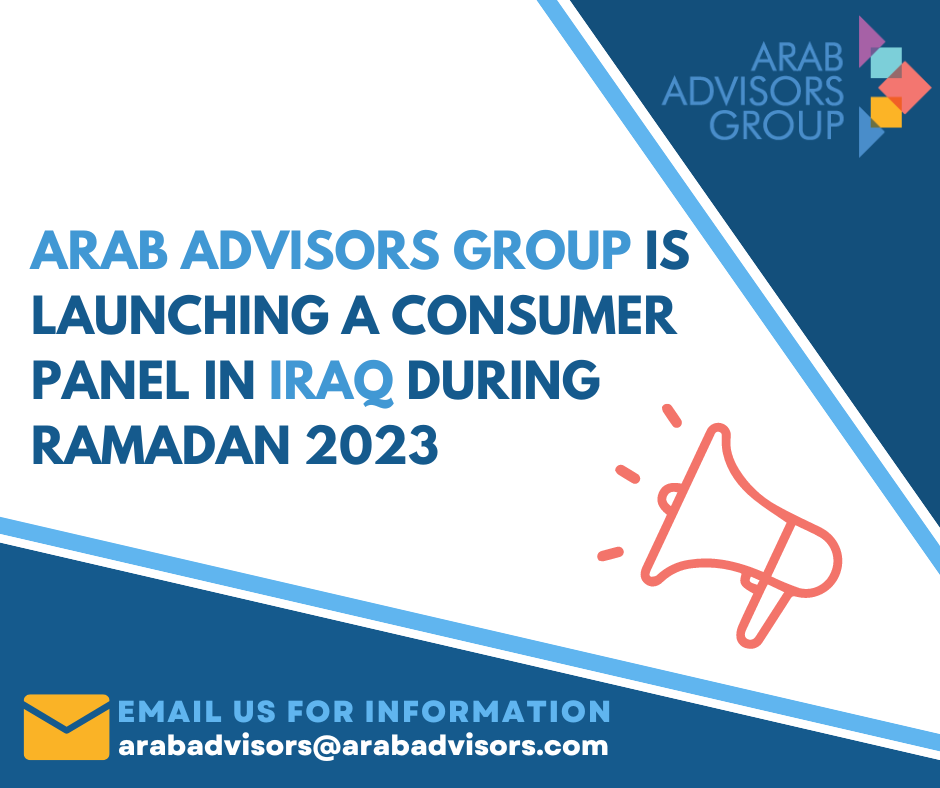 ARAB
ADVISORS
GROUP
ARAB ADVISORS GROUP IS
LAUNCHING A CONSUMER
PANEL IN IRAQ DURING
RAMADAN 2023
EMAIL US FOR INFORMATION
arabadvisors@arabadvisors.com